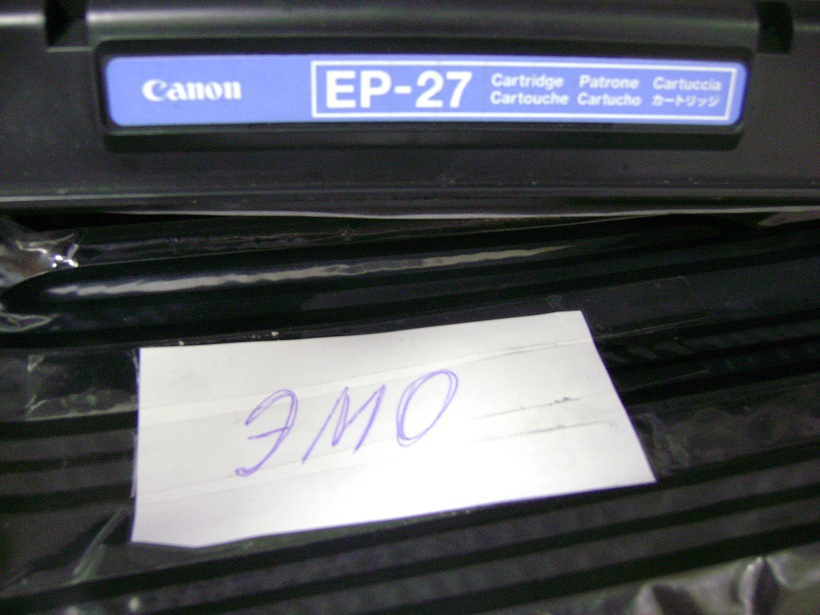 Canon EP-27 Cartridge Patrone Cartuccia
Cartouche Cartucho カートリッジ
ЭМО